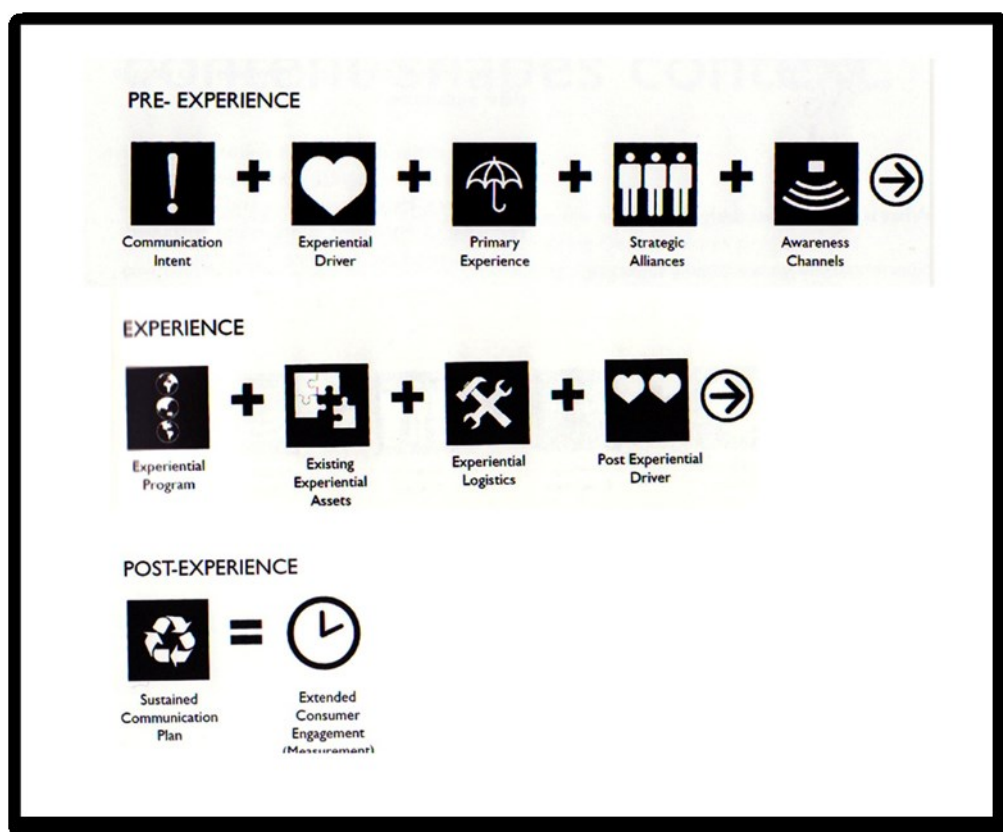 PRE- EXPERIENCE
Communication
Intent
Experiential
Driver
Primary
Experience
Strategic
Alliances
Awareness
Channels
EXPERIENCE
Experiential
Program
Existing
Experiential
Assets
Experiential
Logistics
Post Experiential
Driver
POST-EXPERIENCE
Sustained
Communication
Plan
Extended
Consumer
Engagement
(Measurement)